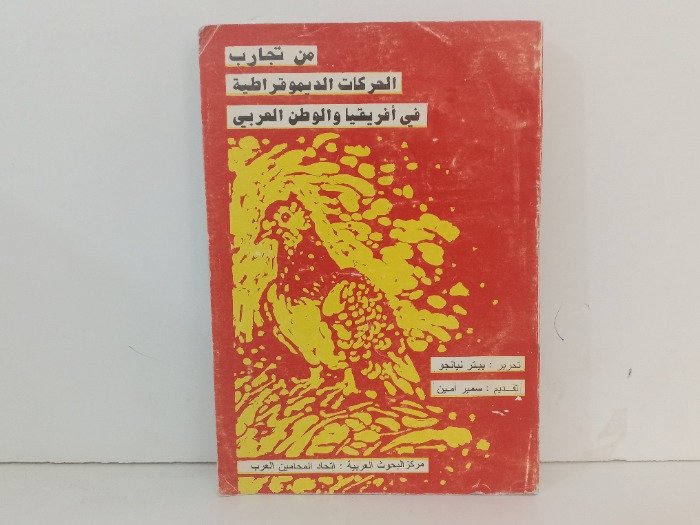 من تجارب
الحركات الديموقراطية
في أفريقيا والوطن العربي
تحرير : بيتر نيانجو
تقديم : سمير أمين
مركز البحوث العربية : اتحاد المحامين العرب